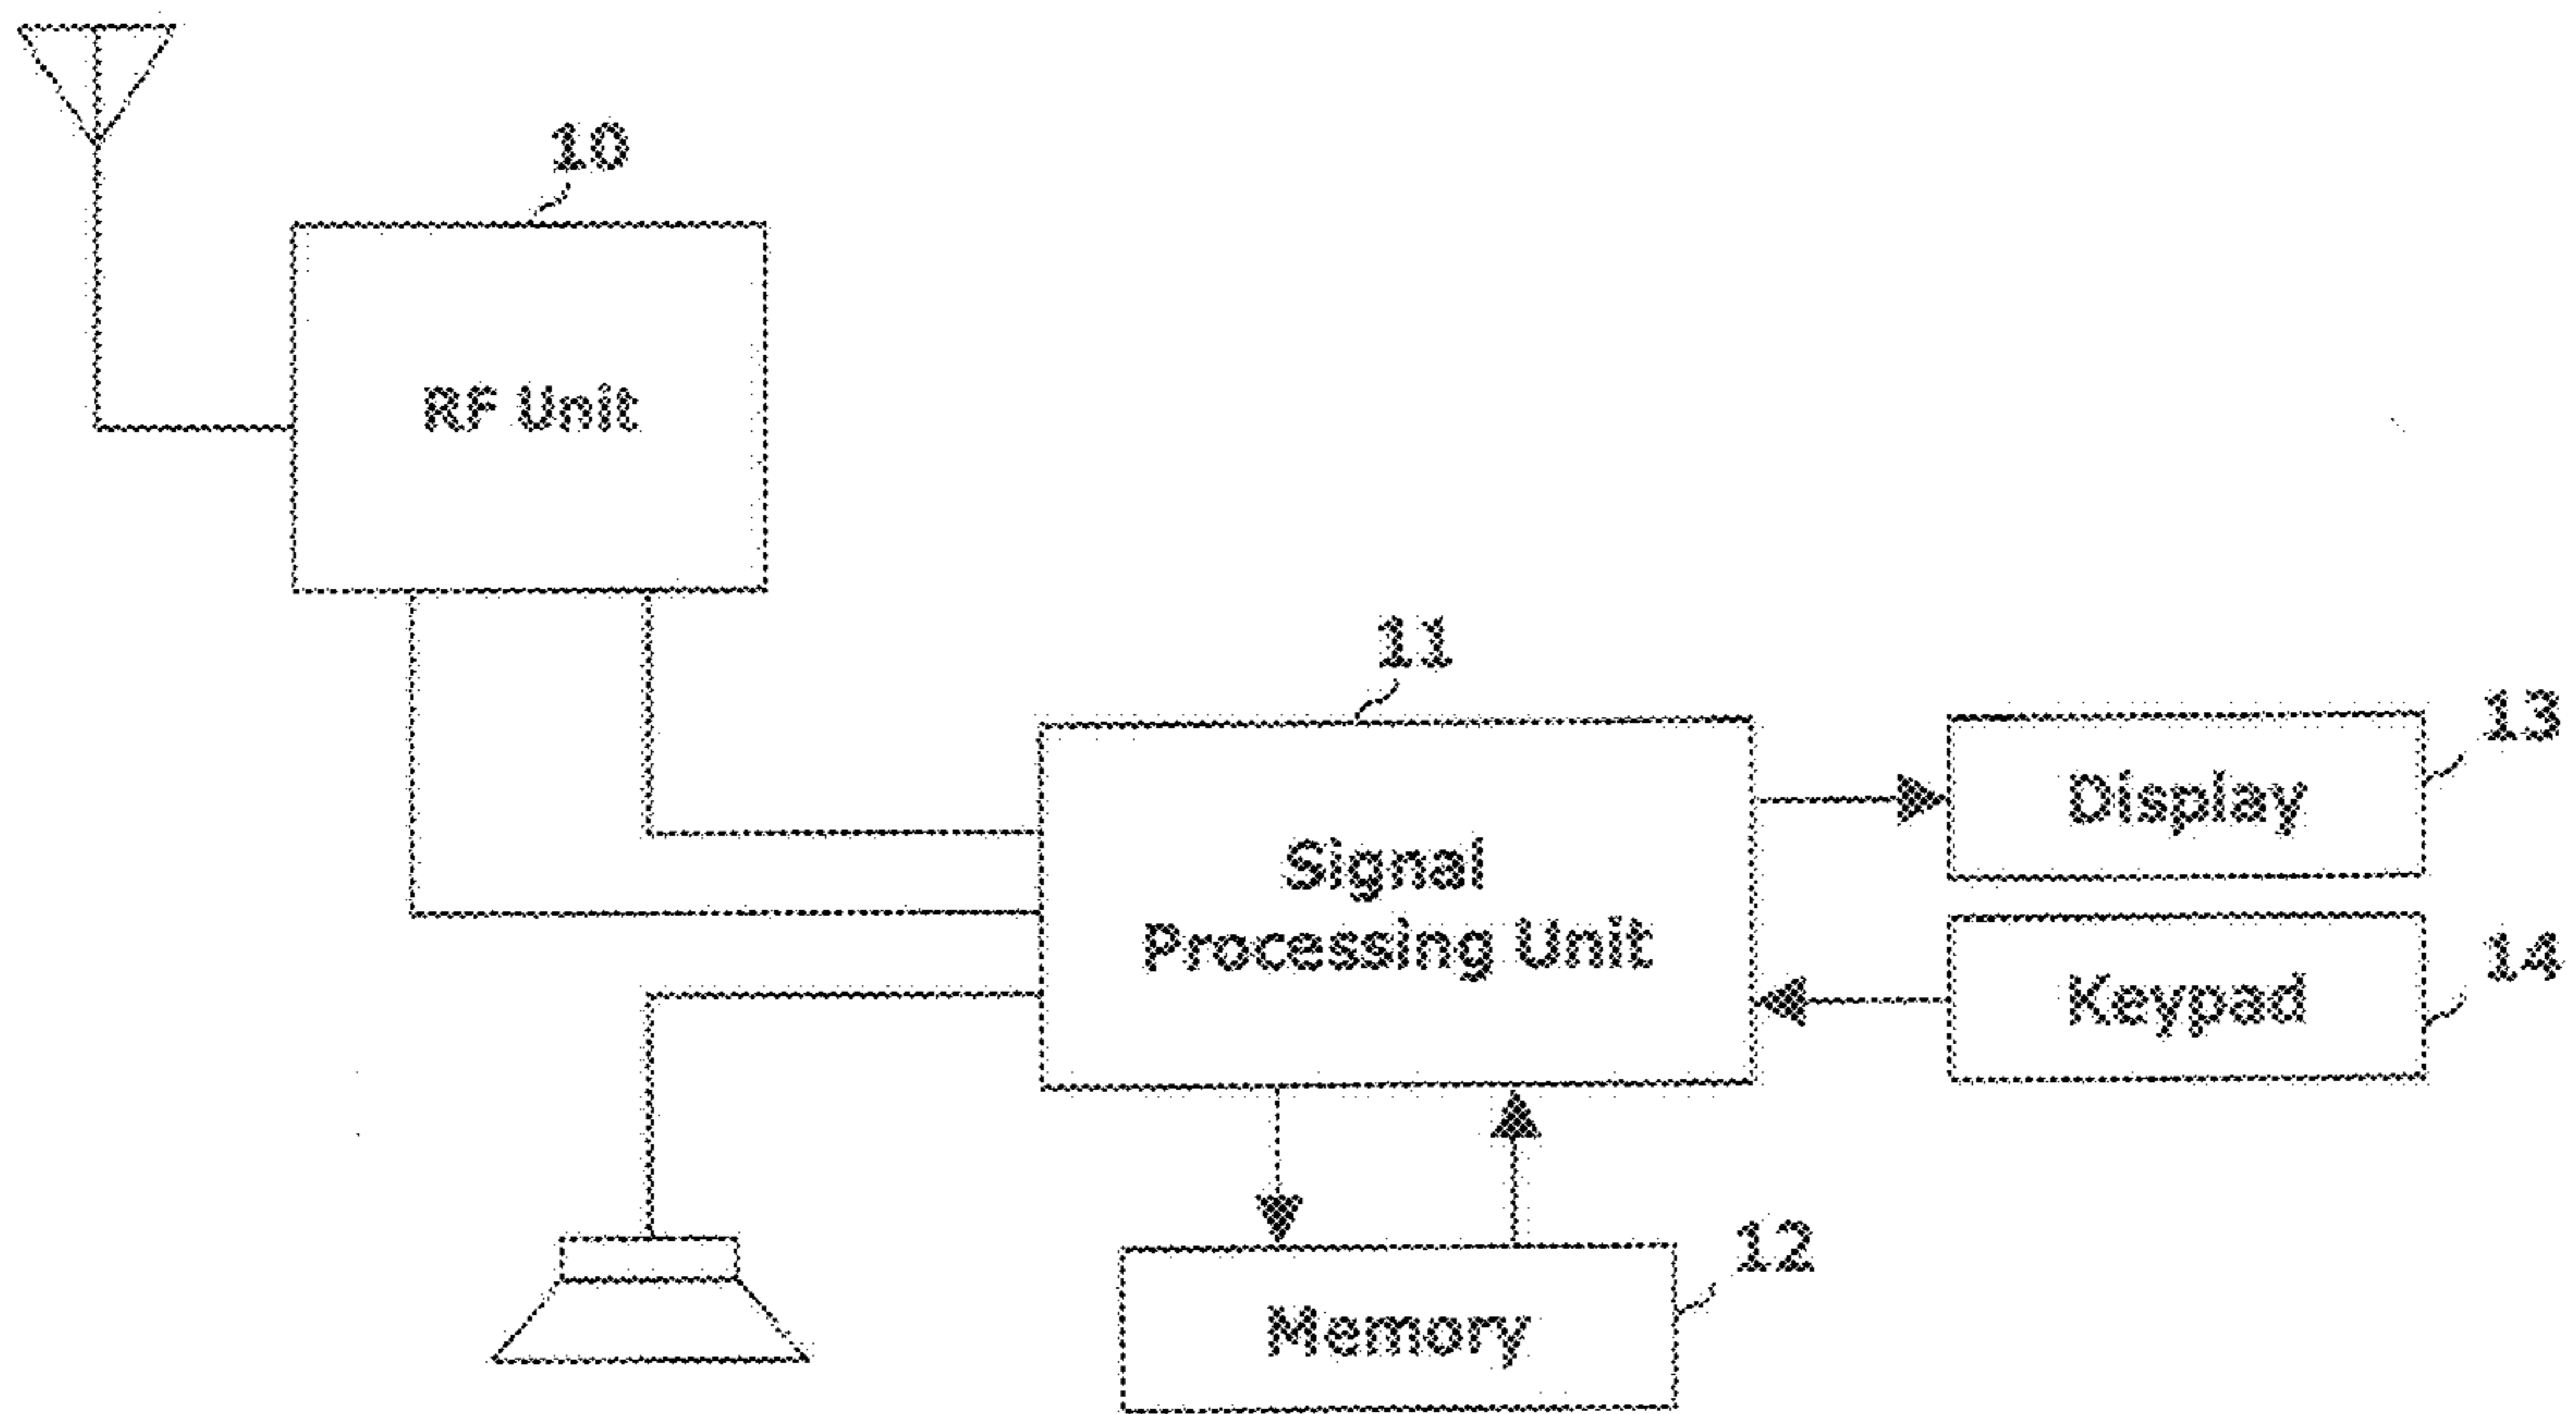 10
RF Unit
11
Signal
Processing Unit
13
Display
14
Keypad
12
Memory